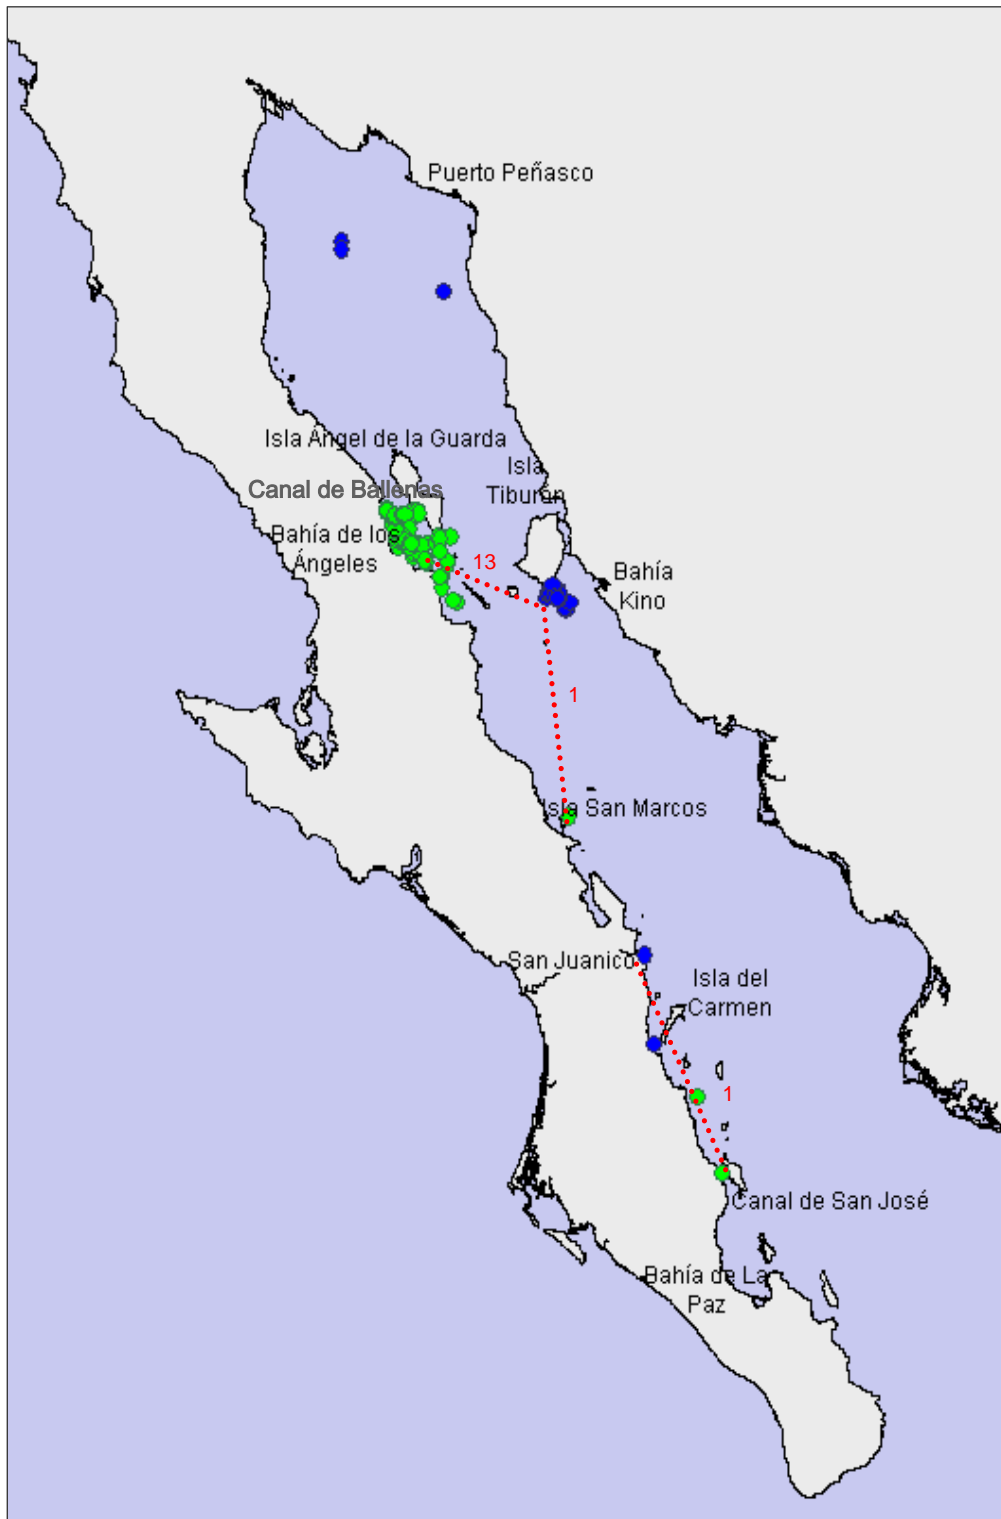 Puerto Peñasco
Isla Angel de la Guarda
Isla
Tiburón
Canal de Ballenas
Bahía de los
Ángeles
13
Bahía
Kino
1
Isla San Marcos
San Juanico
Isla del
Carmen
1
Canal de San José
Bahía de La
Paz